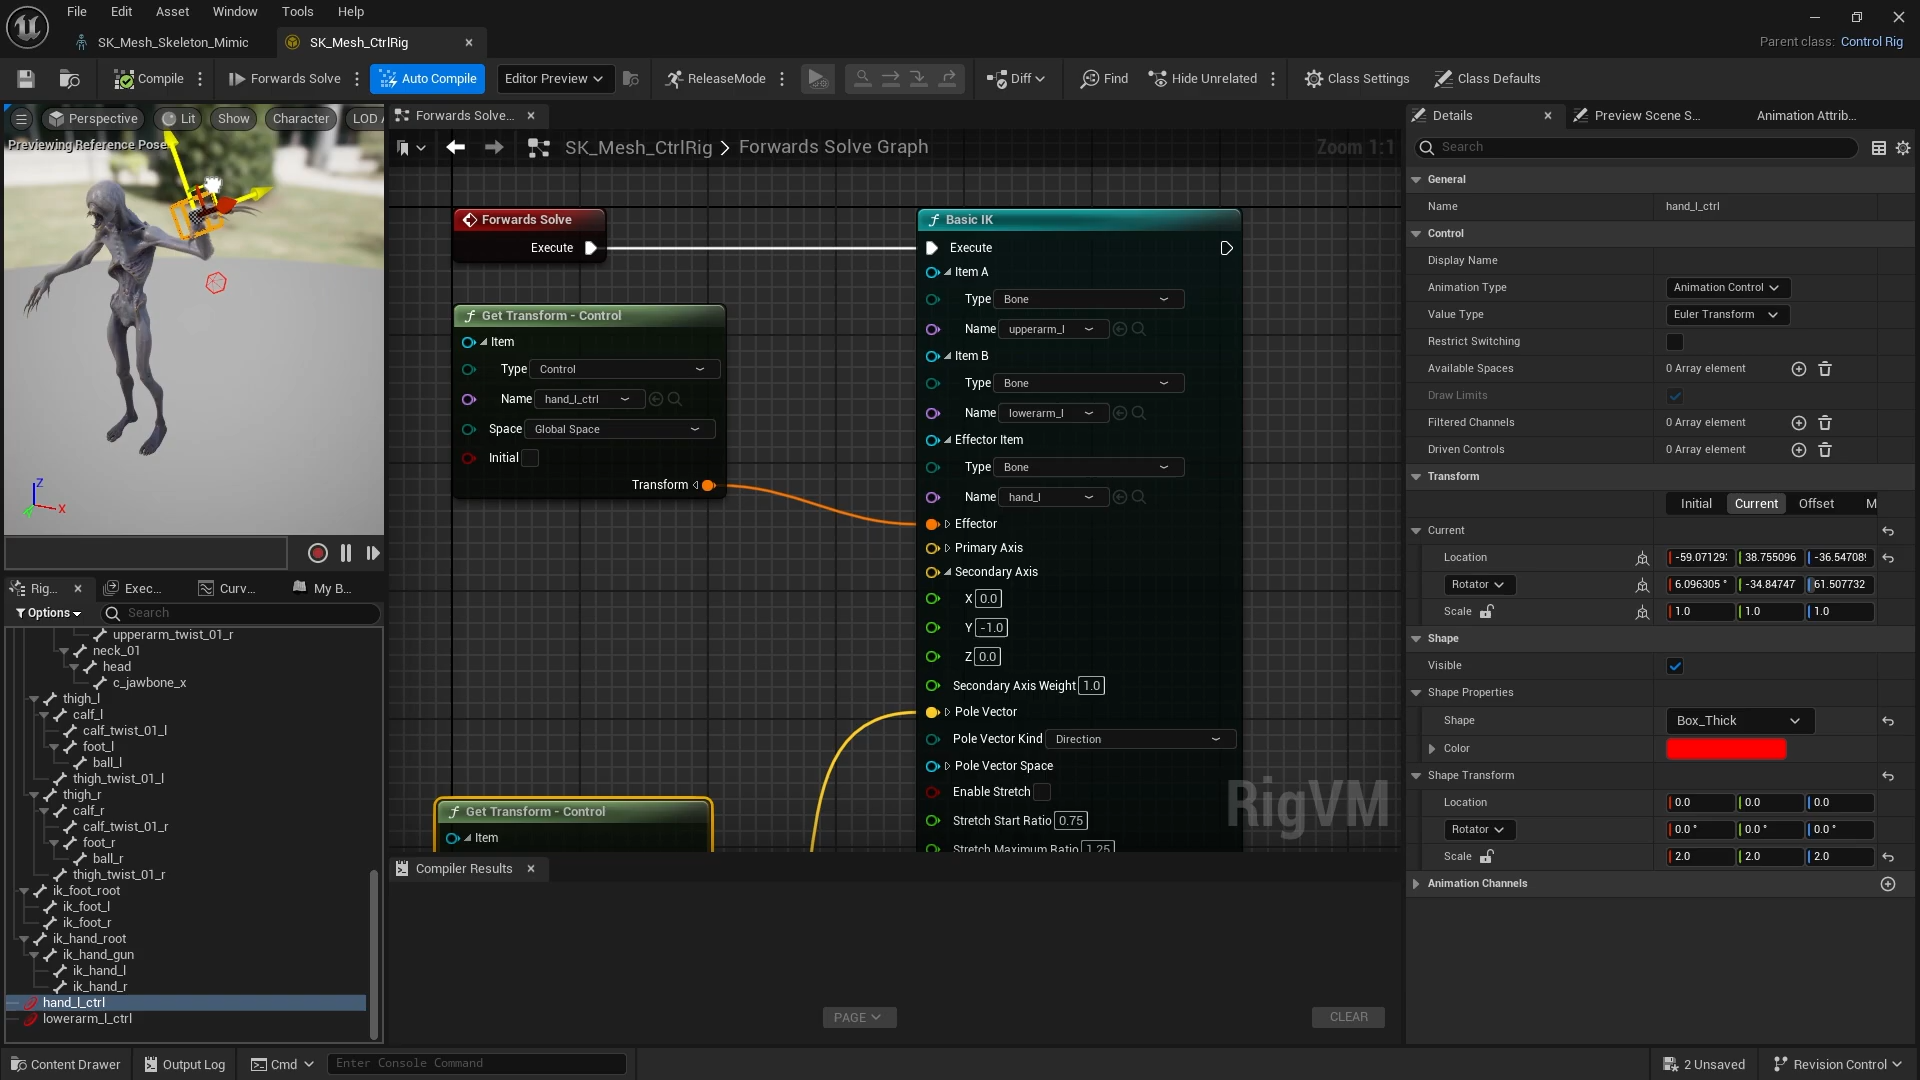 File Edit Asset Window Tools Help
SK_Mesh_Skeleton_Mimic
SK_Mesh_CtrlRig
Parent class: Control Rig
Compile
Forwards Solve
Auto Compile
Editor Preview
ReleaseMode
Diff
Find
Hide Unrelated
Class Settings
Class Defaults
Perspective
Lit
Show
Character
LOD
Previewing Reference Pose
Z
X
Forwards Solve...
SK_Mesh_CtrlRig > Forwards Solve Graph
Zoom 1:1
Forwards Solve
Execute
Get Transform - Control
Item
Type Control
Name hand_l_ctrl
Space Global Space
Initial
Transform
Get Transform - Control
Item
Basic IK
Execute
Item A
Type Bone
Name upperarm_l
Item B
Type Bone
Name lowerarm_l
Effector Item
Type Bone
Name hand_l
Effector
Primary Axis
Secondary Axis
X 0.0
Y -1.0
Z 0.0
Secondary Axis Weight 1.0
Pole Vector
Pole Vector Kind Direction
Pole Vector Space
Enable Stretch
Stretch Start Ratio 0.75
Stretch Maximum Ratio 1.25
RigVM
Compiler Results
PAGE
CLEAR
Rig...
Exec...
Curv...
My B...
Options
Search
upperarm_twist_01_r
neck_01
head
c_jawbone_x
thigh_l
calf_l
calf_twist_01_l
foot_l
ball_l
thigh_twist_01_l
thigh_r
calf_r
calf_twist_01_r
foot_r
ball_r
thigh_twist_01_r
ik_foot_root
ik_foot_l
ik_foot_r
ik_hand_root
ik_hand_gun
ik_hand_l
ik_hand_r
hand_l_ctrl
lowerarm_l_ctrl
Details
Preview Scene S...
Animation Attrib...
Search
General
Name hand_l_ctrl
Control
Display Name
Animation Type Animation Control
Value Type Euler Transform
Restrict Switching
Available Spaces 0 Array element
Draw Limits
Filtered Channels 0 Array element
Driven Controls 0 Array element
Transform
Initial Current Offset M
Current
Location -59.07129 38.755096 -36.54708
Rotator 6.096305 ° -34.84747 61.507732
Scale 1.0 1.0 1.0
Shape
Visible
Shape Properties
Shape Box_Thick
Color
Shape Transform
Location 0.0 0.0 0.0
Rotator 0.0 ° 0.0 ° 0.0 °
Scale 2.0 2.0 2.0
Animation Channels
Content Drawer
Output Log
Cmd
Enter Console Command
2 Unsaved
Revision Control